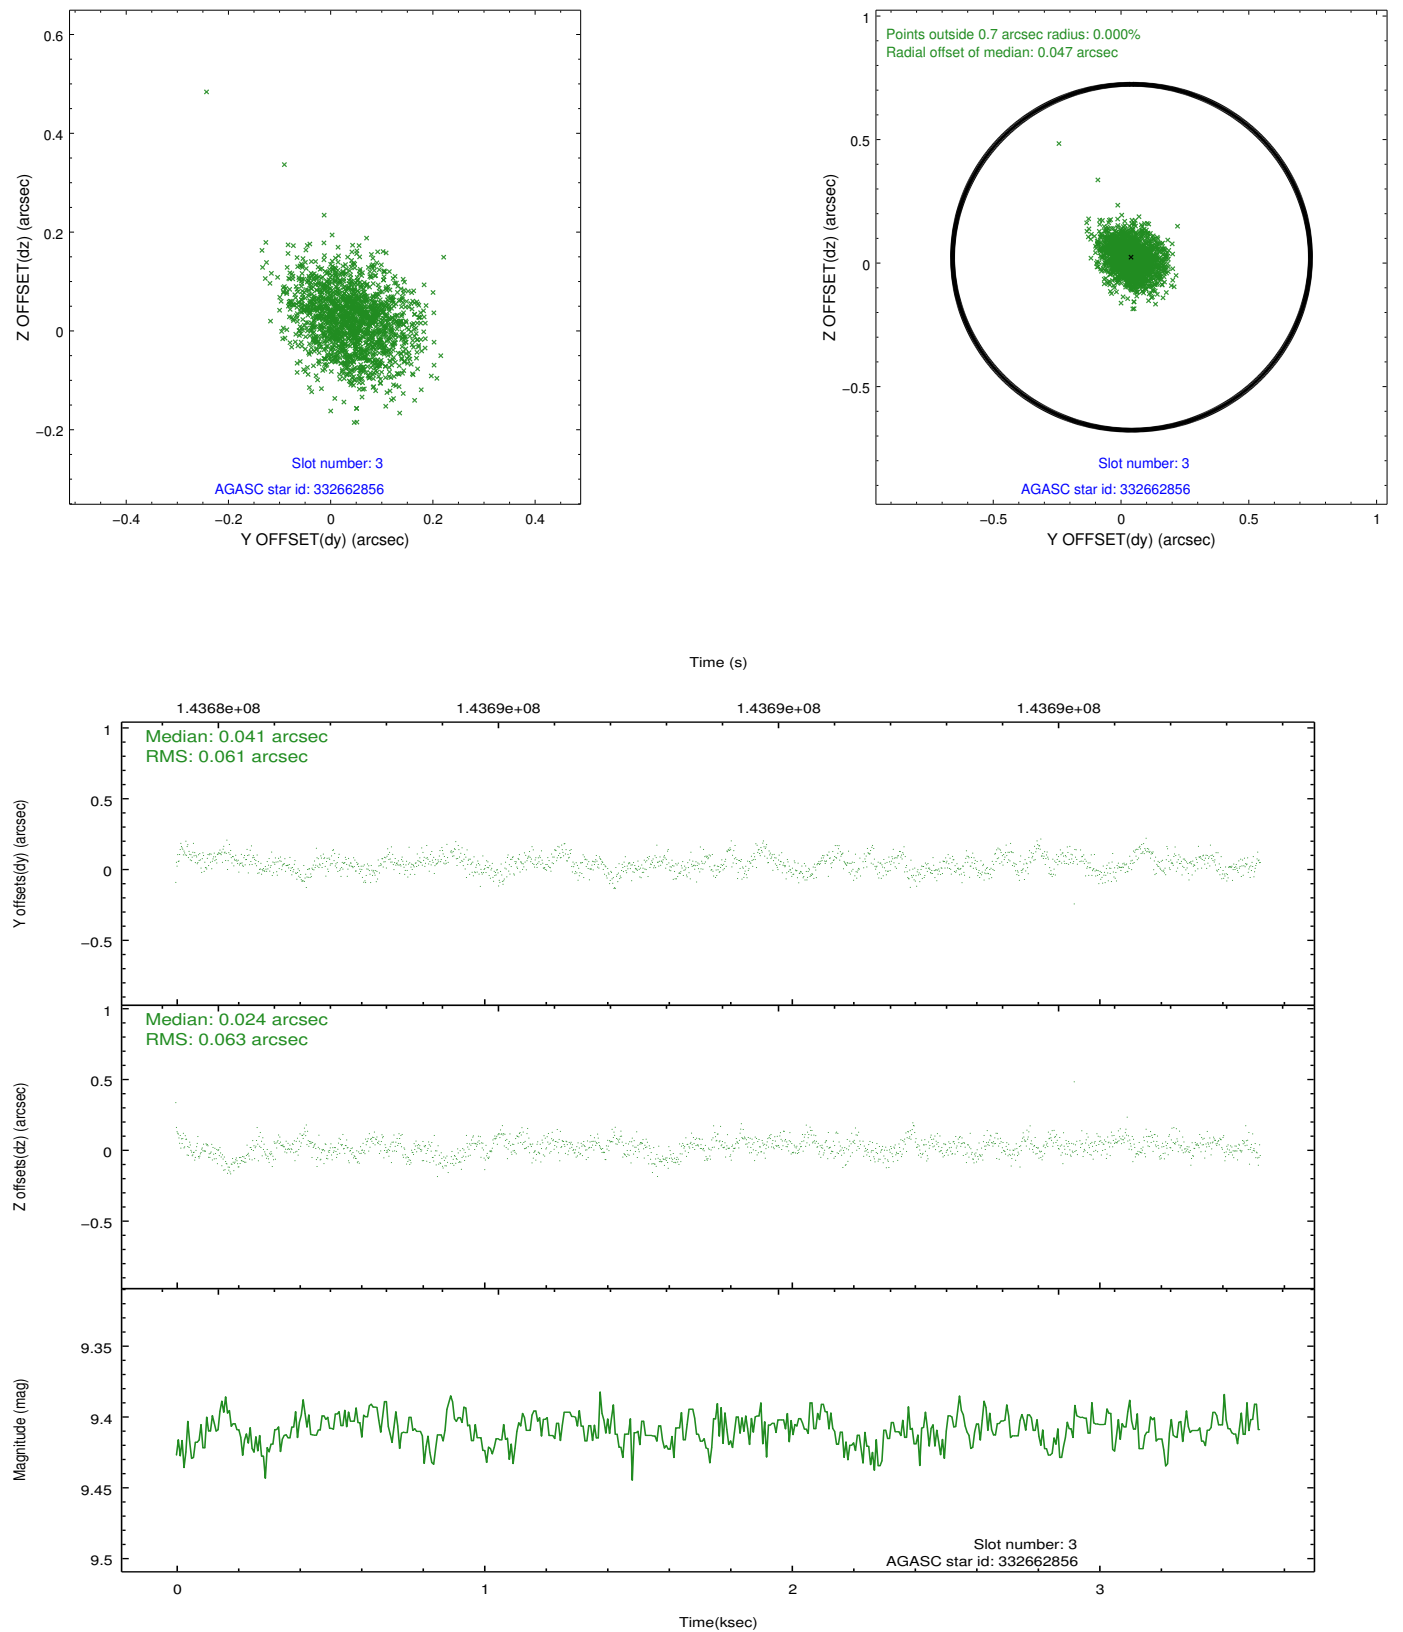 0.6
0.4
0.2
0
−0.2
Z OFFSET(dz) (arcsec)
Slot number: 3
AGASC star id: 332662856
−0.4 −0.2 0 0.2 0.4
Y OFFSET(dy) (arcsec)
1
0.5
0
−0.5
Z OFFSET(dz) (arcsec)
Points outside 0.7 arcsec radius: 0.000%
Radial offset of median: 0.047 arcsec
Slot number: 3
AGASC star id: 332662856
−0.5 0 0.5 1
Y OFFSET(dy) (arcsec)
Time (s)
1.4368e+08 1.4369e+08 1.4369e+08 1.4369e+08
1
0.5
0
−0.5
Y offsets(dy) (arcsec)
Median: 0.041 arcsec
RMS: 0.061 arcsec
1
0.5
0
−0.5
Z offsets(dz) (arcsec)
Median: 0.024 arcsec
RMS: 0.063 arcsec
9.35
9.4
9.45
9.5
Magnitude (mag)
Slot number: 3
AGASC star id: 332662856
0 1 2 3
Time(ksec)